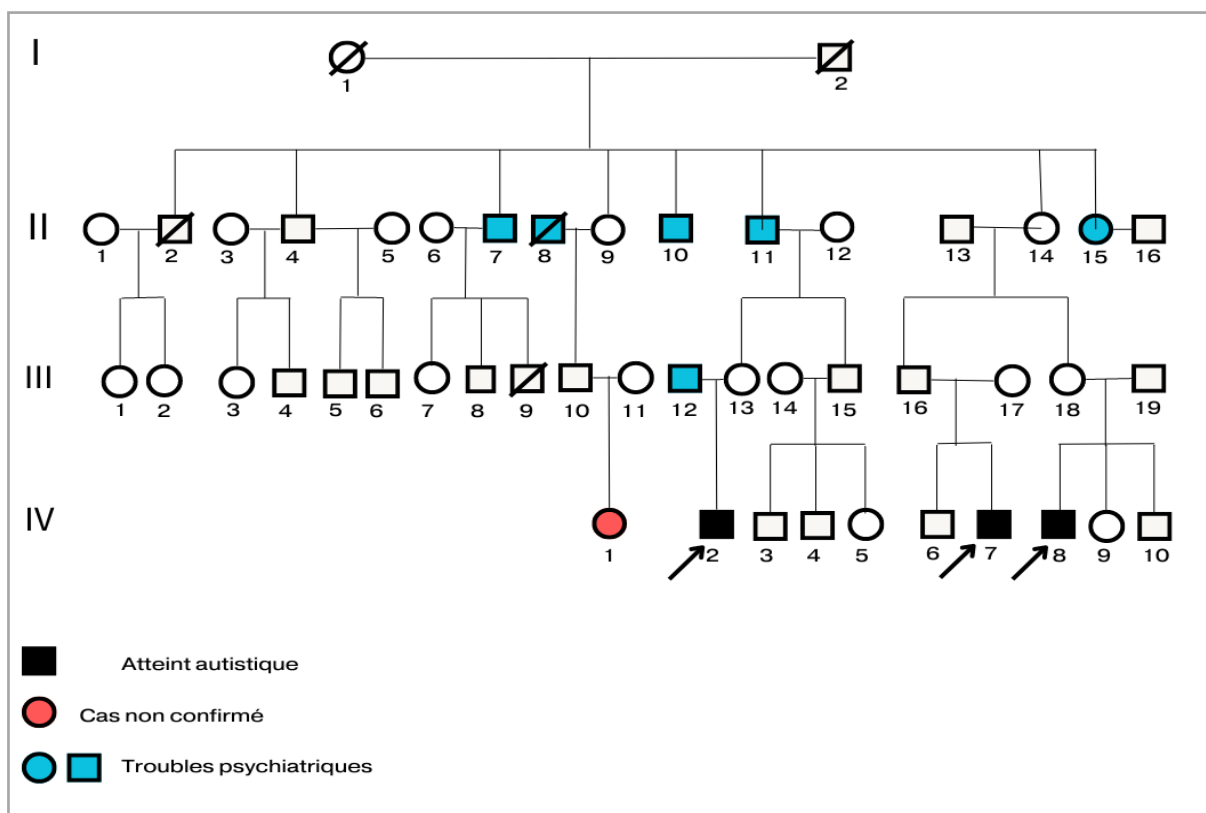 I
1 2
II
1 2 3 4 5 6 7 8 9 10 11 12 13 14 15 16
III
1 2 3 4 5 6 7 8 9 10 11 12 13 14 15 16 17 18 19
IV
1 2 3 4 5 6 7 8 9 10
Atteint autistique
Cas non confirmé
Troubles psychiatriques